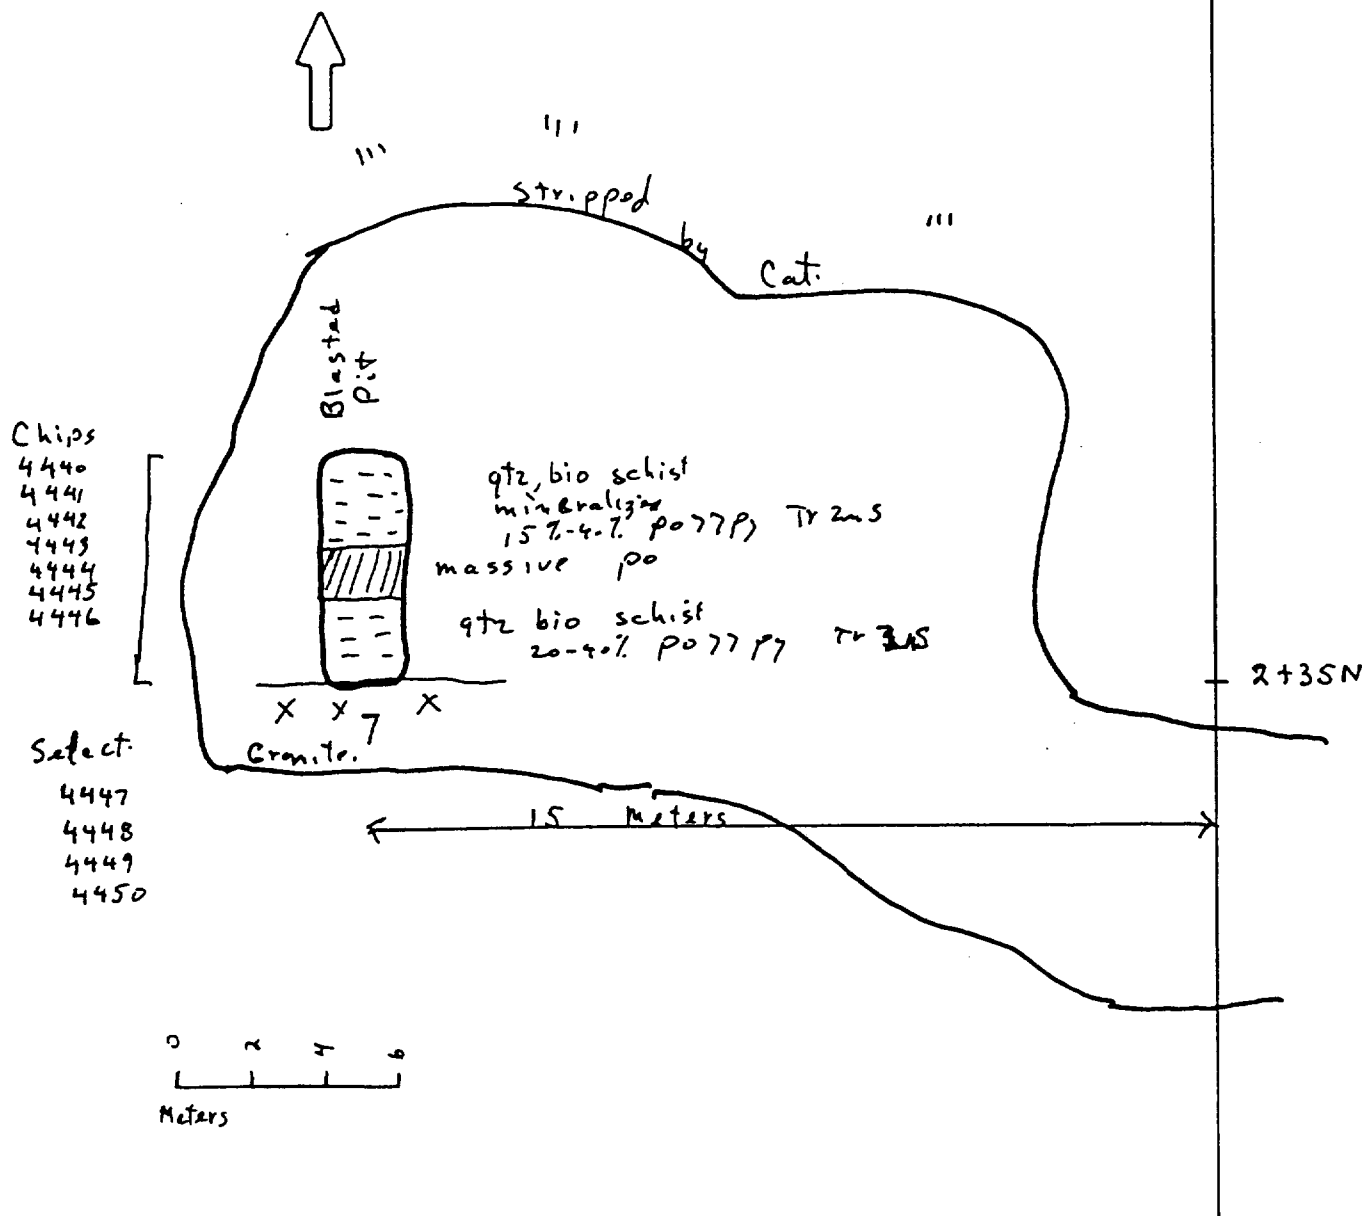 stripped
by
Cat.
Blasted
Pit
Chips
4440
4441
4442
4443
4444
4445
4446
qtz, bio schist
mineralized
15%-40% po>>py Tr ZnS
massive po
qtz bio schist
20-40% po>>py Tr ZnS
2+35N
x x x
7
Granite.
Select.
4447
4448
4449
4450
15 Meters
0 2 4 6
Meters